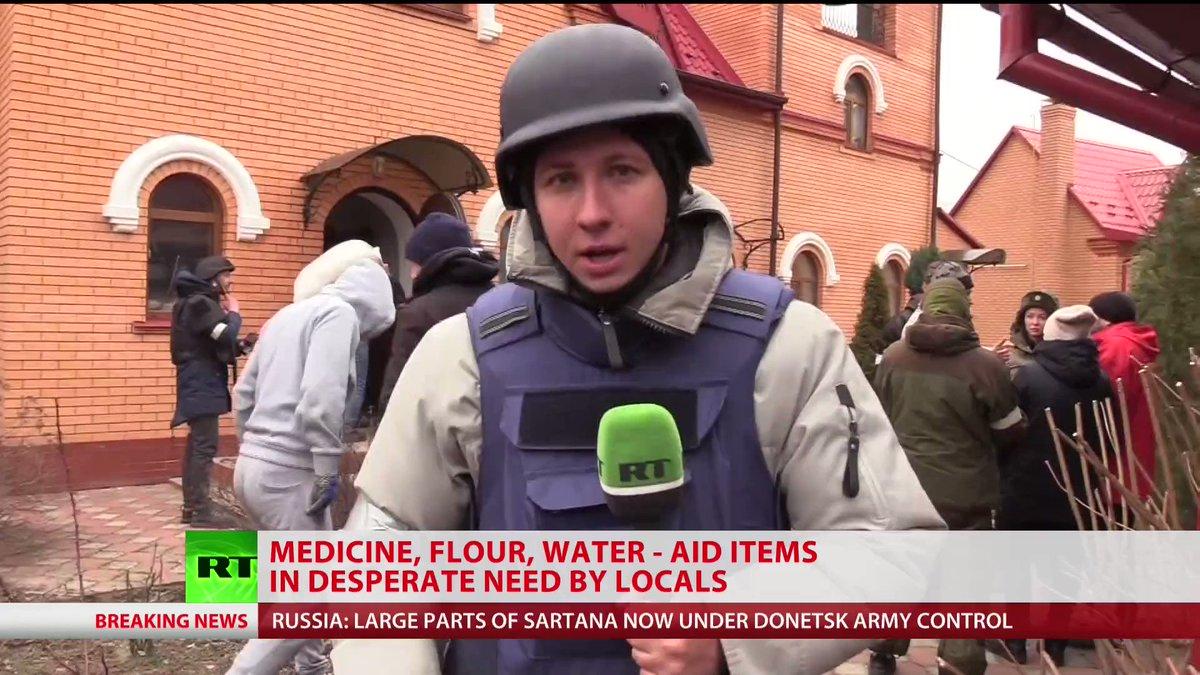 RT
RT
MEDICINE, FLOUR, WATER - AID ITEMS
IN DESPERATE NEED BY LOCALS
BREAKING NEWS
RUSSIA: LARGE PARTS OF SARTANA NOW UNDER DONETSK ARMY CONTROL